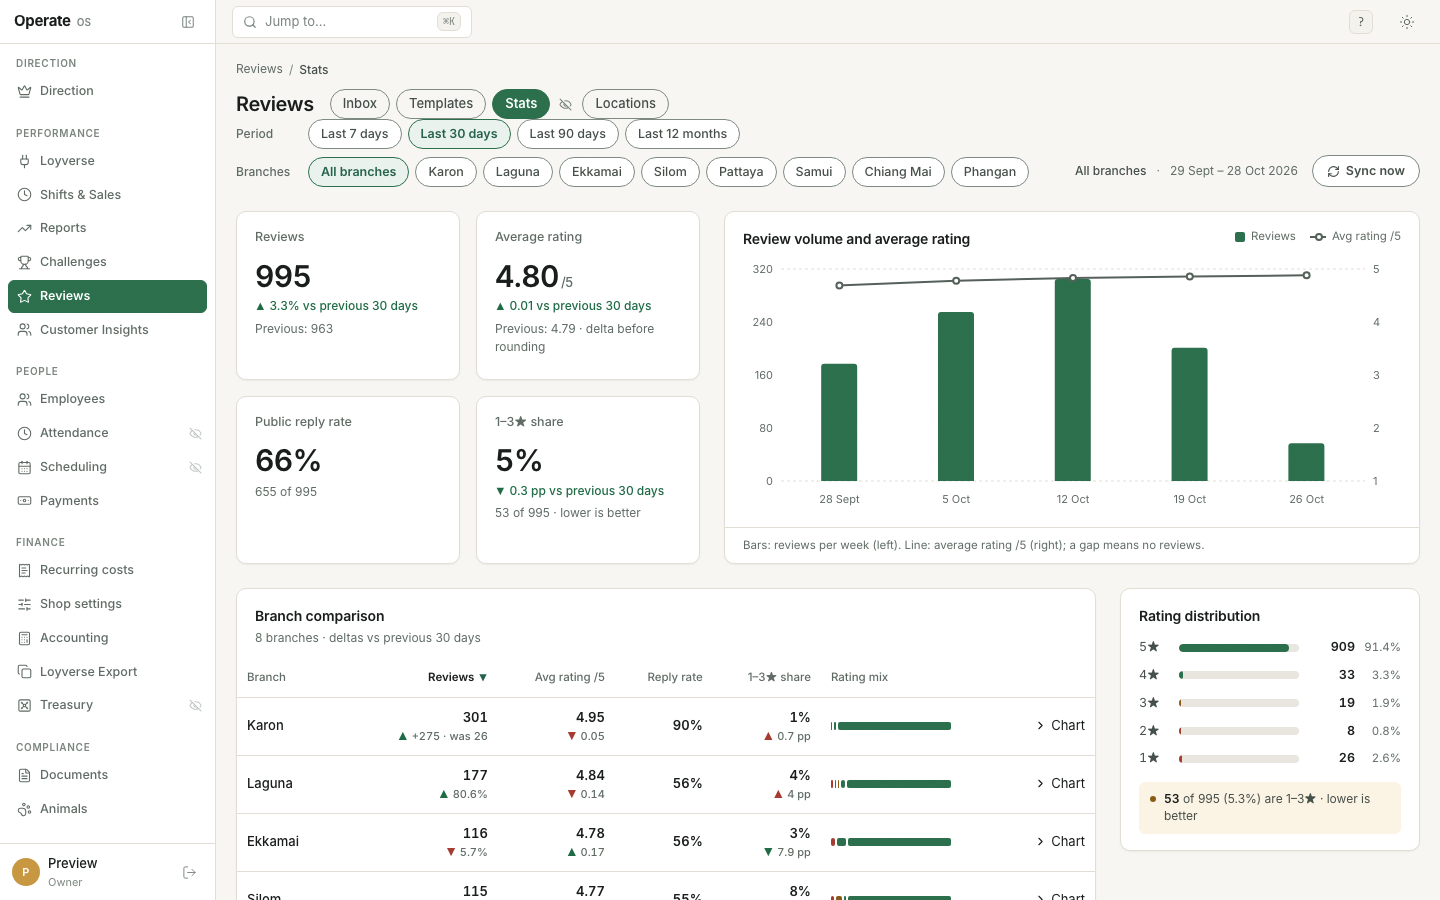 Operate OS
Jump to...
⌘K
?
DIRECTION
Direction
PERFORMANCE
Loyverse
Shifts & Sales
Reports
Challenges
Reviews
Customer Insights
PEOPLE
Employees
Attendance
Scheduling
Payments
FINANCE
Recurring costs
Shop settings
Accounting
Loyverse Export
Treasury
COMPLIANCE
Documents
Animals
P
Preview
Owner
Reviews / Stats
Reviews
Inbox
Templates
Stats
Locations
Period
Last 7 days
Last 30 days
Last 90 days
Last 12 months
Branches
All branches
Karon
Laguna
Ekkamai
Silom
Pattaya
Samui
Chiang Mai
Phangan
All branches · 29 Sept – 28 Oct 2026
Sync now
Reviews
995
▲ 3.3% vs previous 30 days
Previous: 963
Average rating
4.80/5
▲ 0.01 vs previous 30 days
Previous: 4.79 · delta before
rounding
Public reply rate
66%
655 of 995
1–3★ share
5%
▼ 0.3 pp vs previous 30 days
53 of 995 · lower is better
Review volume and average rating
Reviews
Avg rating /5
320
240
160
80
0
5
4
3
2
1
28 Sept
5 Oct
12 Oct
19 Oct
26 Oct
Bars: reviews per week (left). Line: average rating /5 (right); a gap means no reviews.
Branch comparison
8 branches · deltas vs previous 30 days
Branch Reviews ▼ Avg rating /5 Reply rate 1–3★ share Rating mix
Karon 301 4.95 90% 1% › Chart
▲ +275 · was 26 ▼ 0.05 ▲ 0.7 pp
Laguna 177 4.84 56% 4% › Chart
▲ 80.6% ▼ 0.14 ▲ 4 pp
Ekkamai 116 4.78 56% 3% › Chart
▼ 5.7% ▲ 0.17 ▼ 7.9 pp
Silom 115 4.77 55% 8% › Chart
Rating distribution
5★ 909 91.4%
4★ 33 3.3%
3★ 19 1.9%
2★ 8 0.8%
1★ 26 2.6%
53 of 995 (5.3%) are 1–3★ · lower is
better